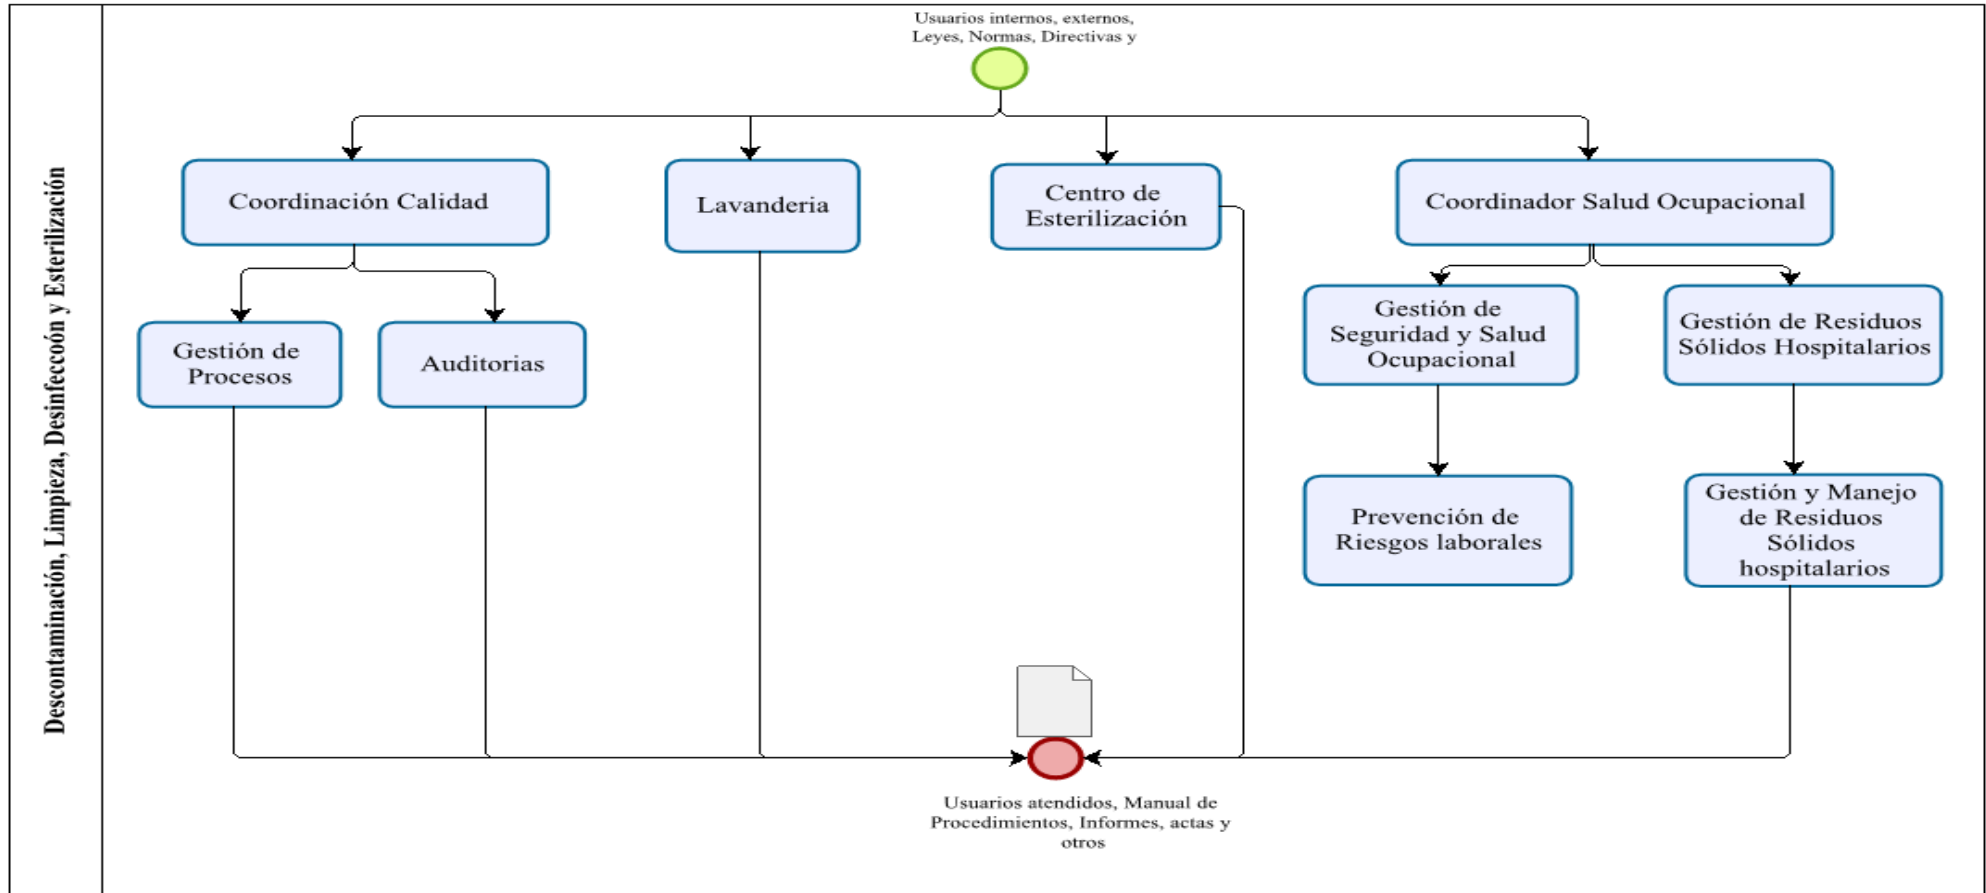 Descontaminación, Limpieza, Desinfeccoón y Esterilización
Usuarios internos, externos,
Leyes, Normas, Directivas y
Coordinación Calidad
Lavanderia
Centro de
Esterilización
Coordinador Salud Ocupacional
Gestión de
Procesos
Auditorias
Gestión de
Seguridad y Salud
Ocupacional
Gestión de Residuos
Sólidos Hospitalarios
Prevención de
Riesgos laborales
Gestión y Manejo
de Residuos
Sólidos
hospitalarios
Usuarios atendidos, Manual de
Procedimientos, Informes, actas y
otros